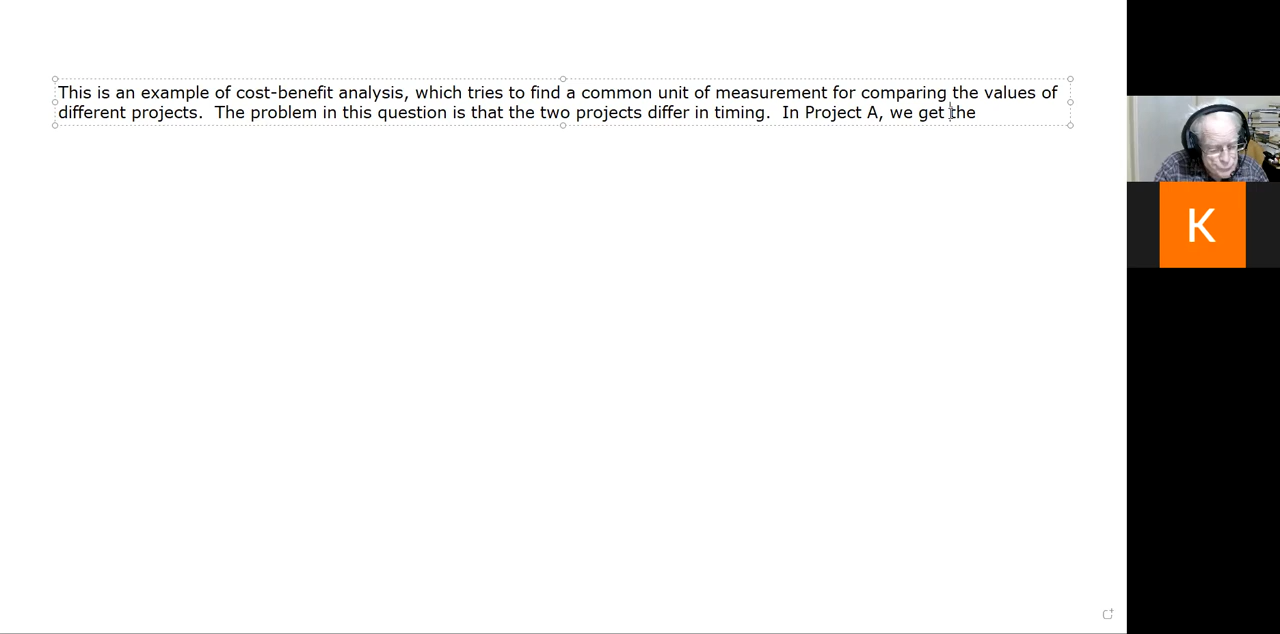 This is an example of cost-benefit analysis, which tries to find a common unit of measurement for comparing the values of
different projects.  The problem in this question is that the two projects differ in timing.  In Project A, we get the
K